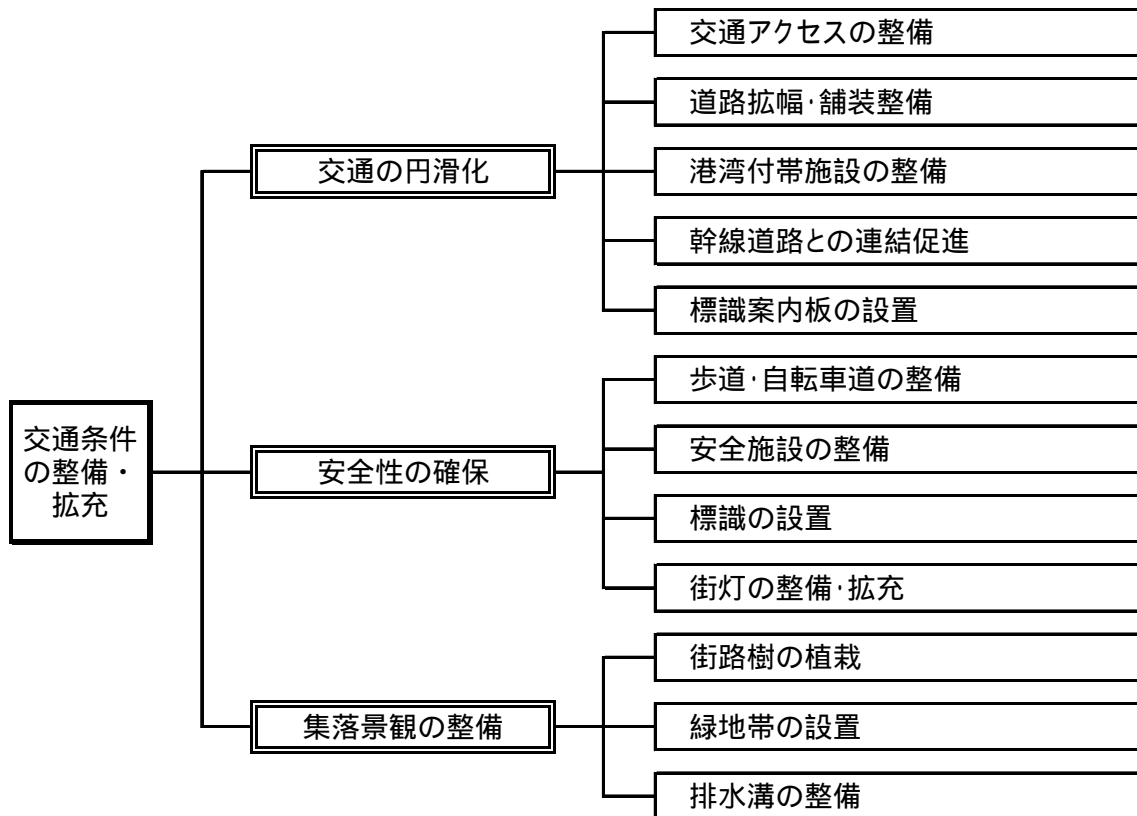 交通条件
の整備・
拡充
交通の円滑化
交通アクセスの整備
道路拡幅・舗装整備
港湾付帯施設の整備
幹線道路との連結促進
標識案内板の設置
安全性の確保
歩道・自転車道の整備
安全施設の整備
標識の設置
街灯の整備・拡充
集落景観の整備
街路樹の植栽
緑地帯の設置
排水溝の整備